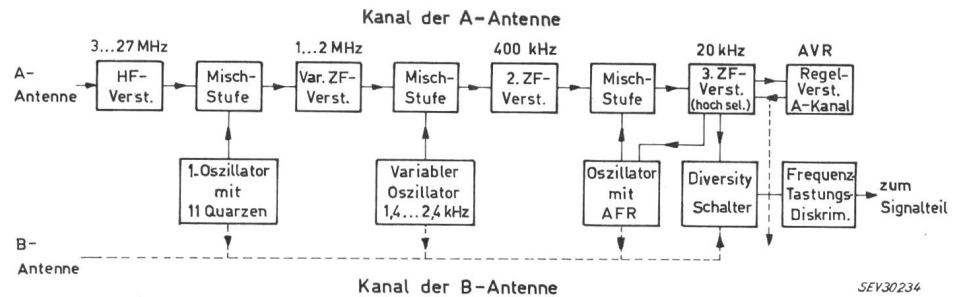 Kanal der A-Antenne
3...27 MHz
1...2 MHz
400 kHz
20 kHz
AVR
A-
Antenne
HF-
Verst.
Misch-
Stufe
Var. ZF-
Verst.
Misch-
Stufe
2. ZF-
Verst.
Misch-
Stufe
3. ZF-
Verst.
(hoch sel.)
Regel-
Verst.
A-Kanal
1. Oszillator
mit
11 Quarzen
Variabler
Oszillator
1,4...2,4 kHz
Oszillator
mit
AFR
Diversity
Schalter
Frequenz-
Tastungs-
Diskrim.
zum
Signalteil
B-
Antenne
Kanal der B-Antenne
SEV30234